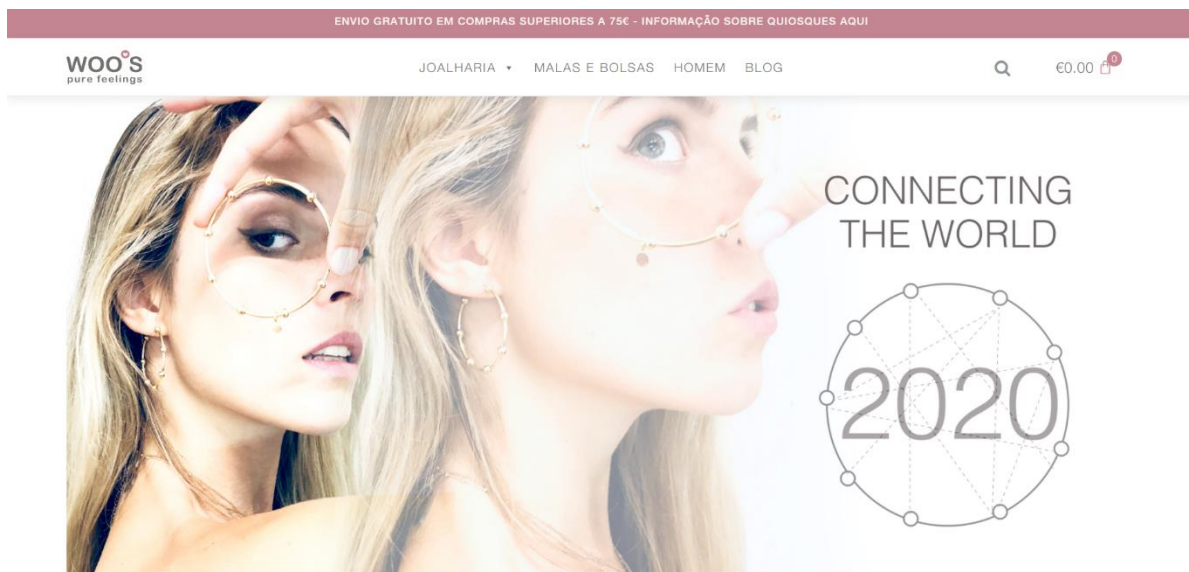 ENVIO GRATUITO EM COMPRAS SUPERIORES A 75€ - INFORMAÇÃO SOBRE QUIOSQUES AQUI
WOO'S
pure feelings
JOALHARIA ▾ MALAS E BOLSAS HOMEM BLOG
€0.00 0
CONNECTING
THE WORLD
2020